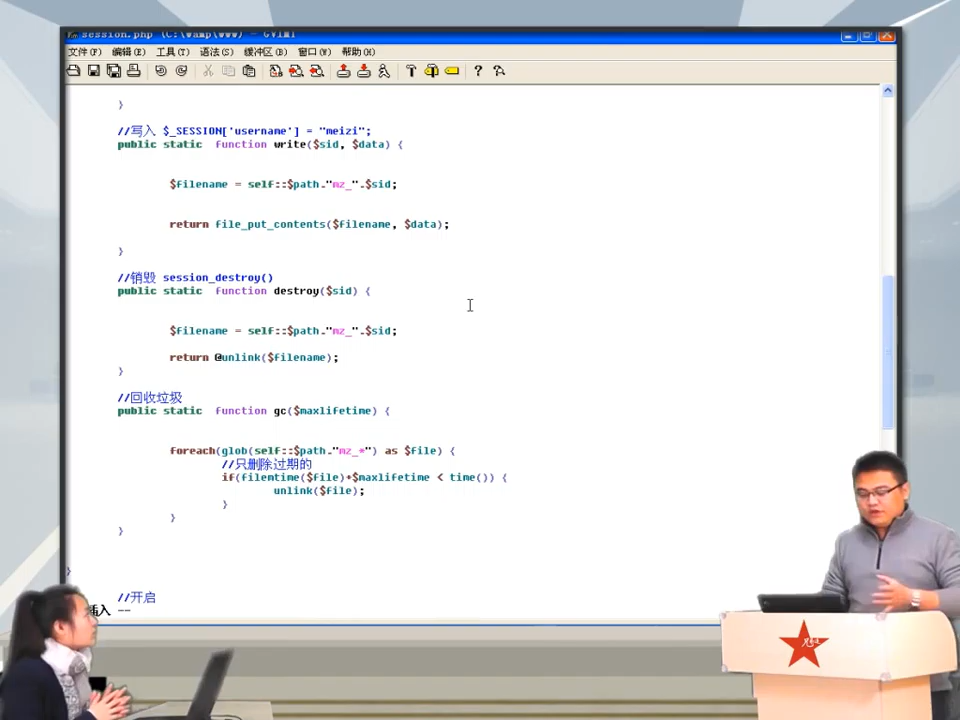 session.php (C:\wamp\www) - GVIM1
文件(F) 编辑(E) 工具(T) 语法(S) 缓冲区(B) 窗口(W) 帮助(H)
}
//写入 $_SESSION['username'] = "meizi";
public static  function write($sid, $data) {
$filename = self::$path."mz_".$sid;
return file_put_contents($filename, $data);
}
//销毁 session_destroy()
public static  function destroy($sid) {
$filename = self::$path."mz_".$sid;
return @unlink($filename);
}
//回收垃圾
public static  function gc($maxlifetime) {
foreach(glob(self::$path."mz_*") as $file) {
//只删除过期的
if(filemtime($file)+$maxlifetime < time()) {
unlink($file);
}
}
}
}
//开启
插入 --